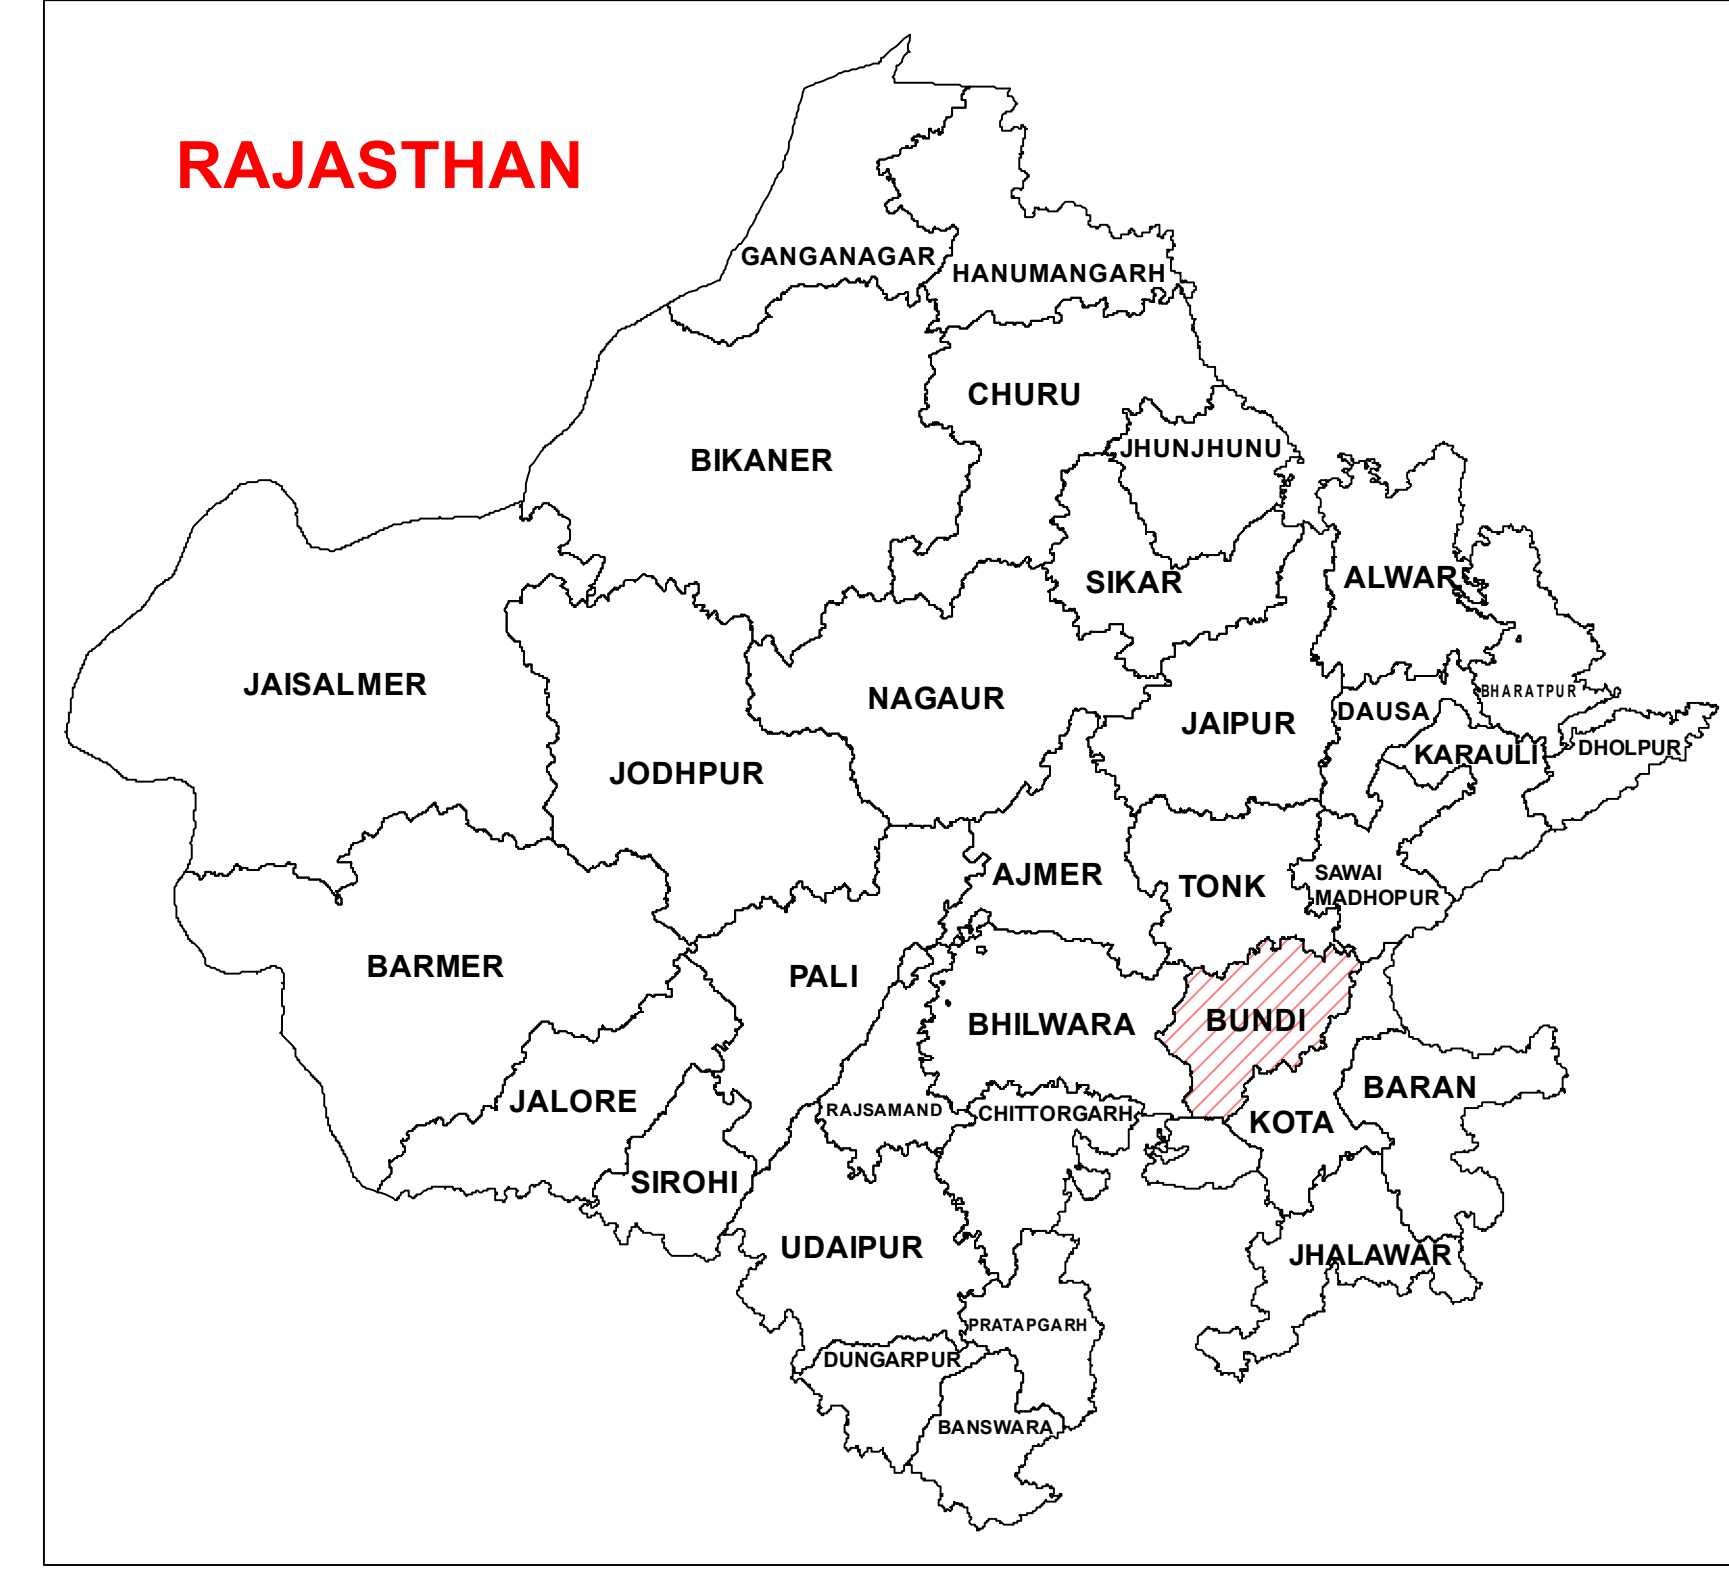 RAJASTHAN
GANGANAGAR
HANUMANGARH
CHURU
JHUNJHUNU
BIKANER
SIKAR
ALWAR
JAISALMER
NAGAUR
BHARATPUR
DAUSA
JAIPUR
KARAULI
DHOLPUR
JODHPUR
AJMER
TONK
SAWAI
MADHOPUR
BARMER
PALI
BHILWARA
BUNDI
BARAN
JALORE
RAJSAMAND
CHITTORGARH
KOTA
SIROHI
UDAIPUR
JHALAWAR
PRATAPGARH
DUNGARPUR
BANSWARA